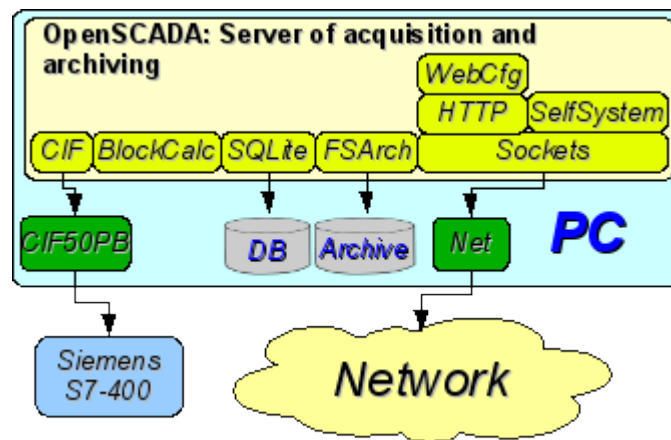 OpenSCADA: Server of acquisition and
archiving
WebCfg
HTTP
SelfSystem
CIF
BlockCalc
SQLite
FSArch
Sockets
CIF50PB
DB
Archive
Net
PC
Siemens
S7-400
Network